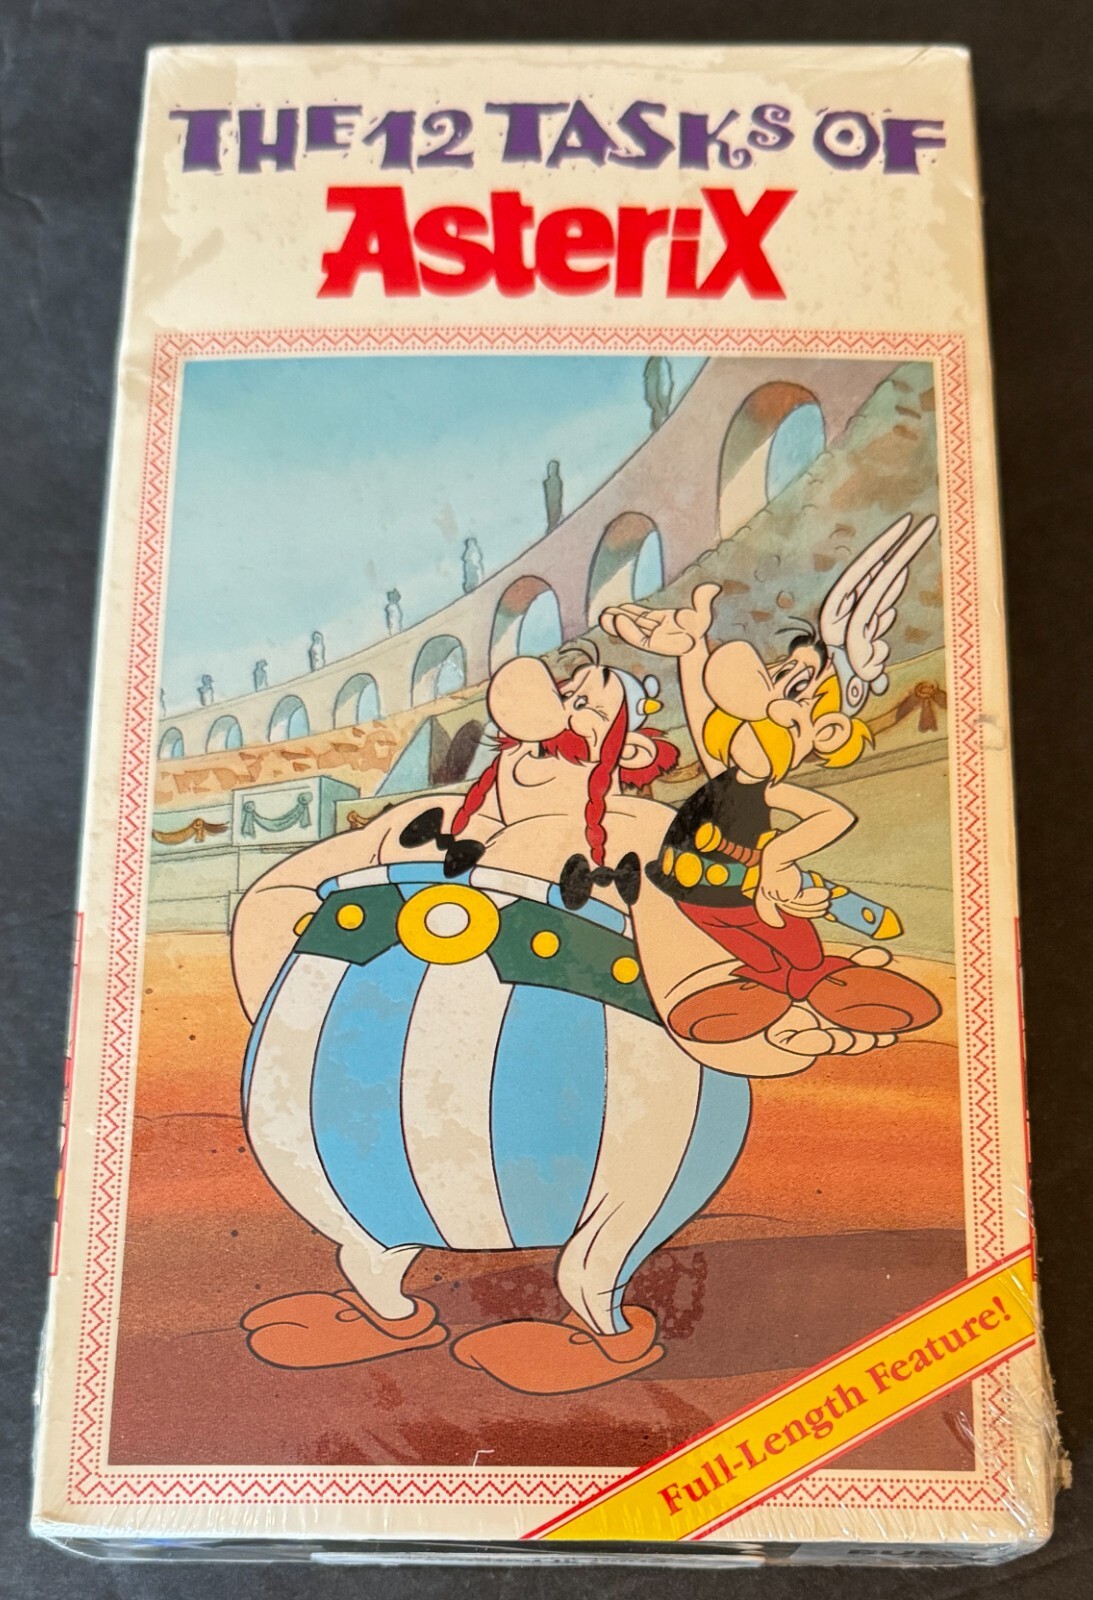 THE 12 TASKS OF
AsteriX
Full-Length Feature!